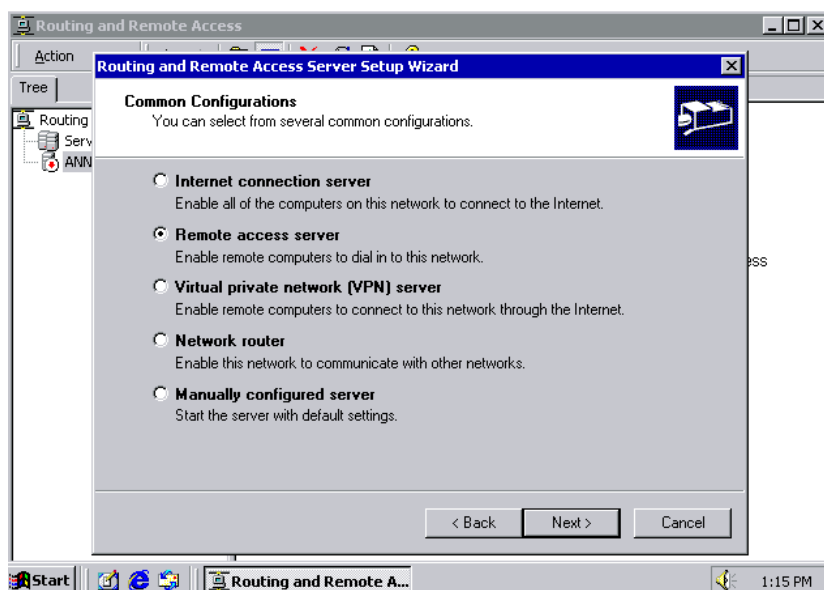 Routing and Remote Access
Action
Routing and Remote Access Server Setup Wizard
Tree
Common Configurations
You can select from several common configurations.
Routing
Serv
ANN
Internet connection server
Enable all of the computers on this network to connect to the Internet.
Remote access server
Enable remote computers to dial in to this network.
ess
Virtual private network (VPN) server
Enable remote computers to connect to this network through the Internet.
Network router
Enable this network to communicate with other networks.
Manually configured server
Start the server with default settings.
< Back Next > Cancel
Start Routing and Remote A... 1:15 PM